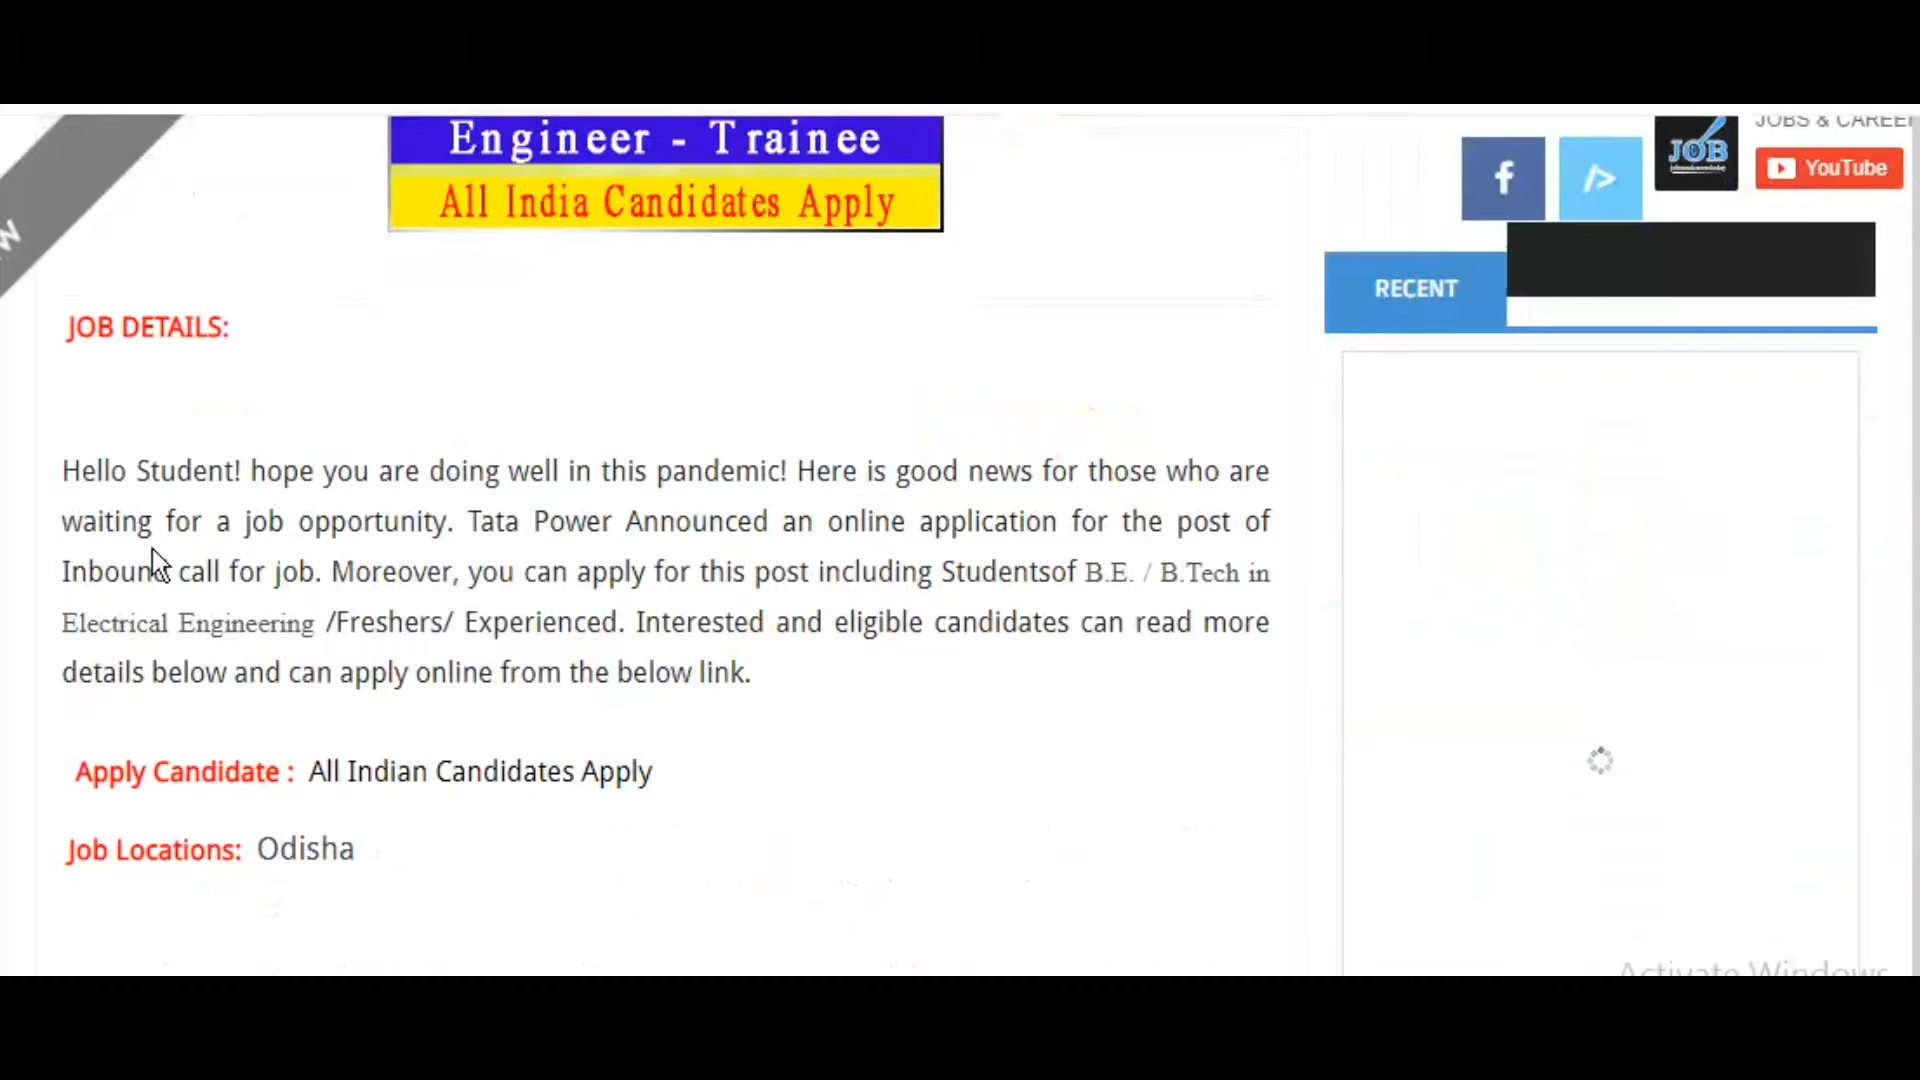 Engineer - Trainee
All India Candidates Apply
JOBS & CAREER
JOB
YouTube
RECENT
JOB DETAILS:
Hello Student! hope you are doing well in this pandemic! Here is good news for those who are
waiting for a job opportunity. Tata Power Announced an online application for the post of
Inbound call for job. Moreover, you can apply for this post including Studentsof B.E. / B.Tech in
Electrical Engineering /Freshers/ Experienced. Interested and eligible candidates can read more
details below and can apply online from the below link.
Apply Candidate : All Indian Candidates Apply
Job Locations: Odisha
Activate Windows